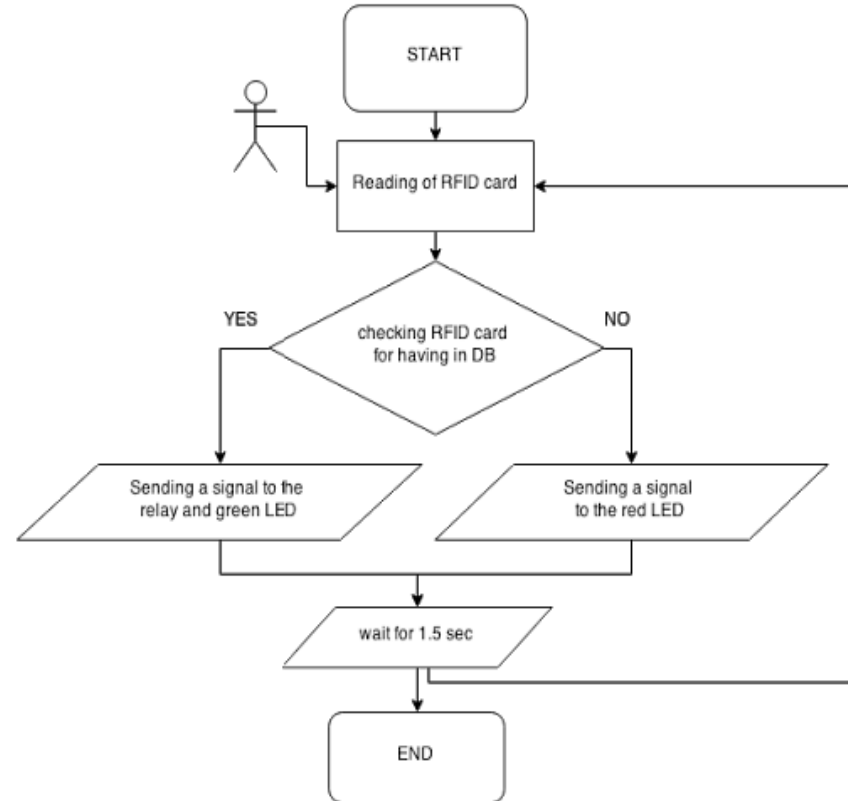 START
Reading of RFID card
YES
NO
checking RFID card
for having in DB
Sending a signal to the
relay and green LED
Sending a signal
to the red LED
wait for 1.5 sec
END